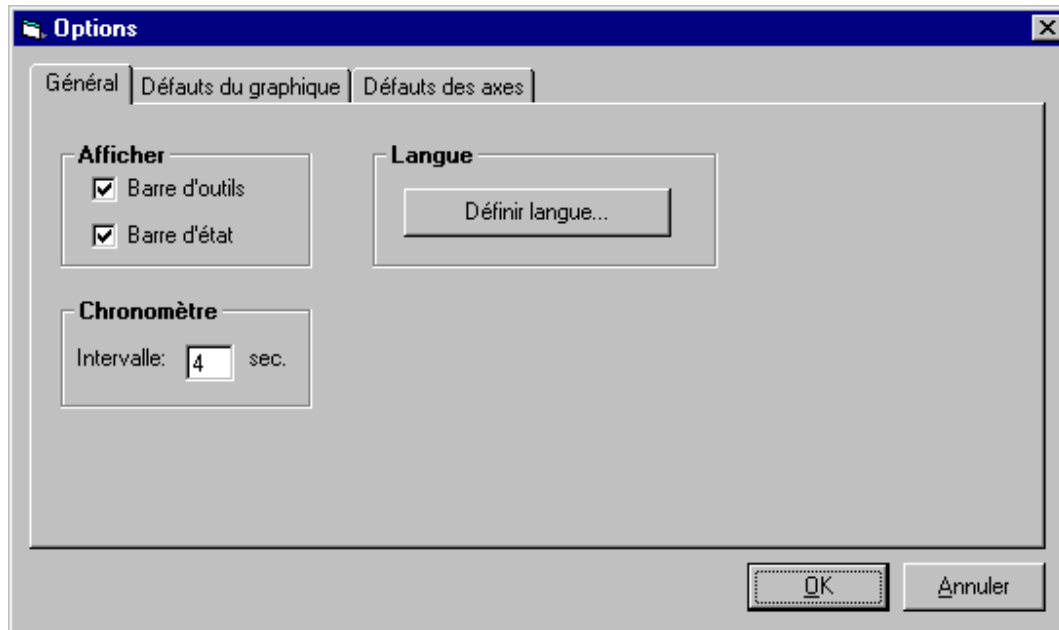 Options
Général
Défauts du graphique
Défauts des axes
Afficher
Barre d'outils
Barre d'état
Langue
Définir langue...
Chronomètre
Intervalle: 4 sec.
OK
Annuler